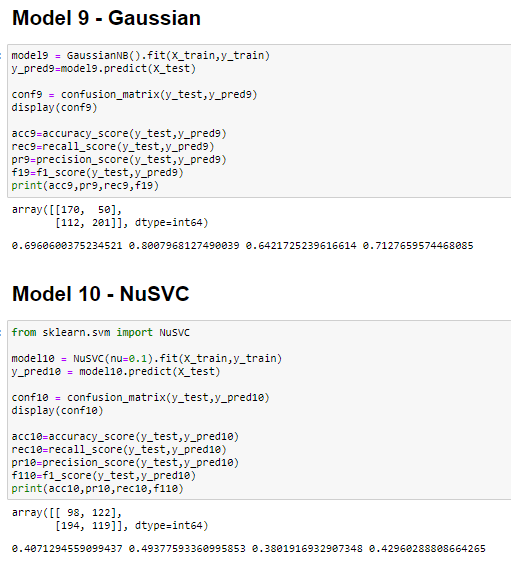 Model 9 - Gaussian
model9 = GaussianNB().fit(X_train,y_train)
y_pred9=model9.predict(X_test)
conf9 = confusion_matrix(y_test,y_pred9)
display(conf9)
acc9=accuracy_score(y_test,y_pred9)
rec9=recall_score(y_test,y_pred9)
pr9=precision_score(y_test,y_pred9)
f19=f1_score(y_test,y_pred9)
print(acc9,pr9,rec9,f19)
array([[170,  50],
       [112, 201]], dtype=int64)
0.6960600375234521 0.8007968127490039 0.6421725239616614 0.7127659574468085
Model 10 - NuSVC
from sklearn.svm import NuSVC
model10 = NuSVC(nu=0.1).fit(X_train,y_train)
y_pred10 = model10.predict(X_test)
conf10 = confusion_matrix(y_test,y_pred10)
display(conf10)
acc10=accuracy_score(y_test,y_pred10)
rec10=recall_score(y_test,y_pred10)
pr10=precision_score(y_test,y_pred10)
f110=f1_score(y_test,y_pred10)
print(acc10,pr10,rec10,f110)
array([[ 98, 122],
       [194, 119]], dtype=int64)
0.4071294559099437 0.49377593360995853 0.3801916932907348 0.42960288808664265